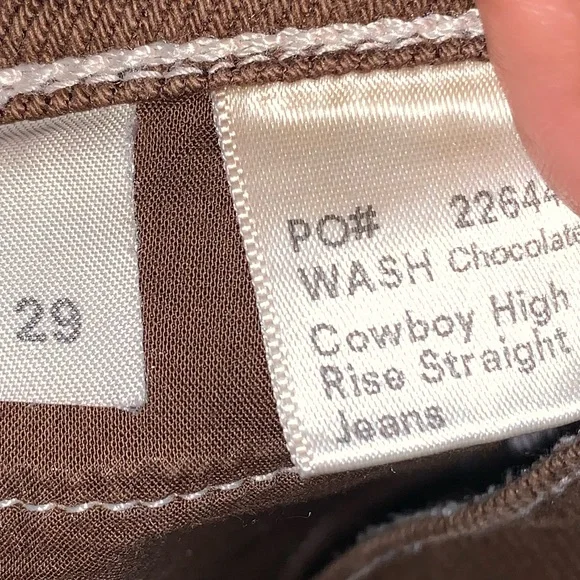 29
PO# 22644
WASH Chocolate
Cowboy High
Rise Straight
Jeans